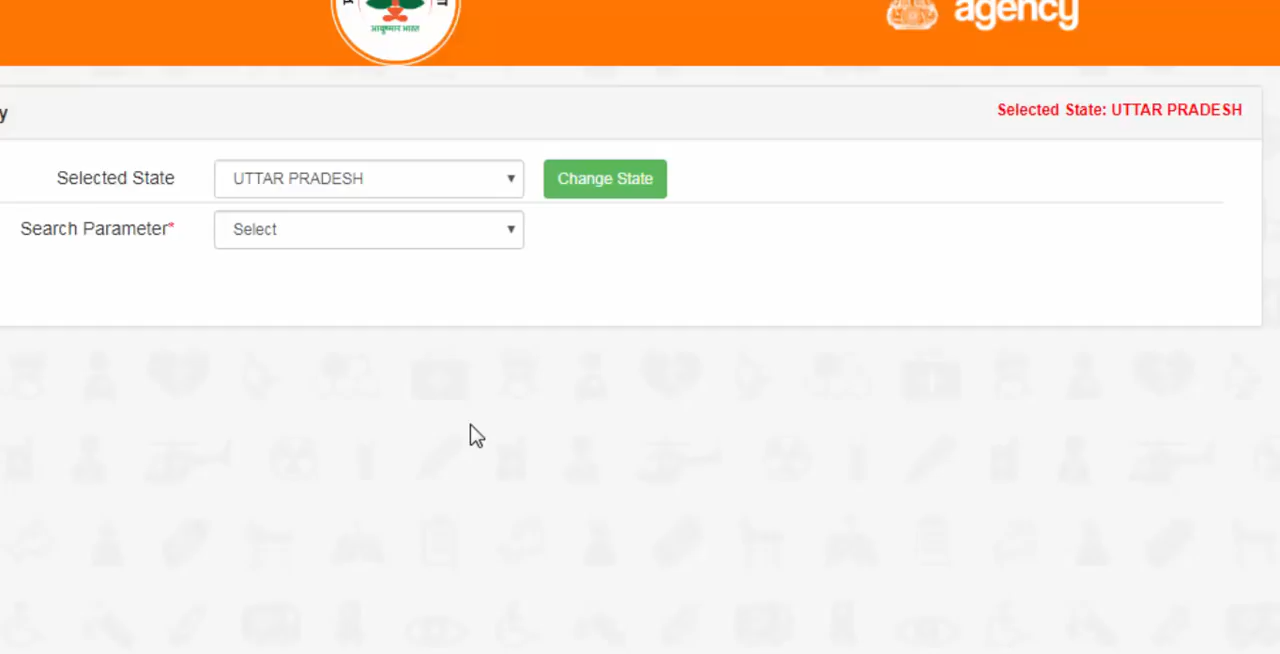 आयुष्मान भारत
agency
y
Selected State: UTTAR PRADESH
Selected State
UTTAR PRADESH
Change State
Search Parameter*
Select